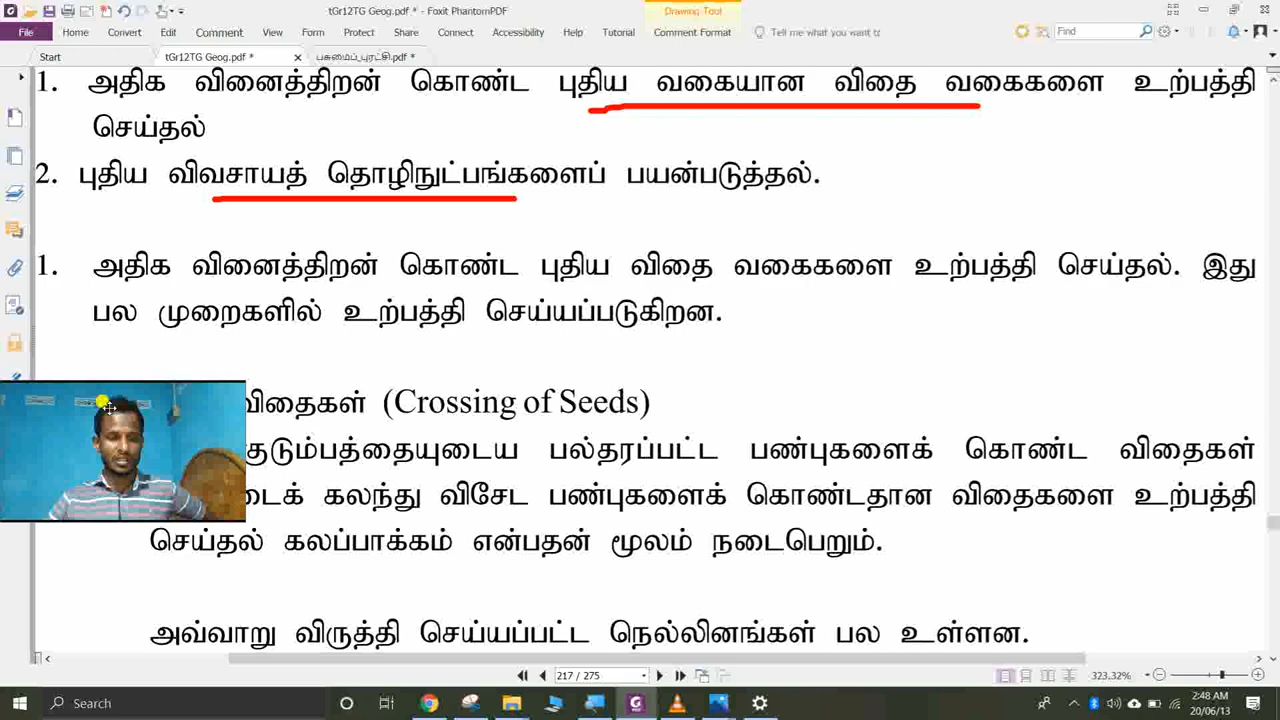 tGr12TG Geog.pdf * - Foxit PhantomPDF
Drawing Tool
File Home Convert Edit Comment View Form Protect Share Connect Accessibility Help Tutorial Comment Format Tell me what you want to Find
Start tGr12TG Geog.pdf * பசுமைப்_புரட்சி.pdf *
1. அதிக வினைத்திறன் கொண்ட புதிய வகையான விதை வகைகளை உற்பத்தி
செய்தல்
2. புதிய விவசாயத் தொழிநுட்பங்களைப் பயன்படுத்தல்.
1. அதிக வினைத்திறன் கொண்ட புதிய விதை வகைகளை உற்பத்தி செய்தல். இது
பல முறைகளில் உற்பத்தி செய்யப்படுகிறன.
விதைகள் (Crossing of Seeds)
குடும்பத்தையுடைய பல்தரப்பட்ட பண்புகளைக் கொண்ட விதைகள்
டைக் கலந்து விசேட பண்புகளைக் கொண்டதான விதைகளை உற்பத்தி
செய்தல் கலப்பாக்கம் என்பதன் மூலம் நடைபெறும்.
அவ்வாறு விருத்தி செய்யப்பட்ட நெல்லினங்கள் பல உள்ளன.
217 / 275 323.32%
Search 2:48 AM
20/06/13